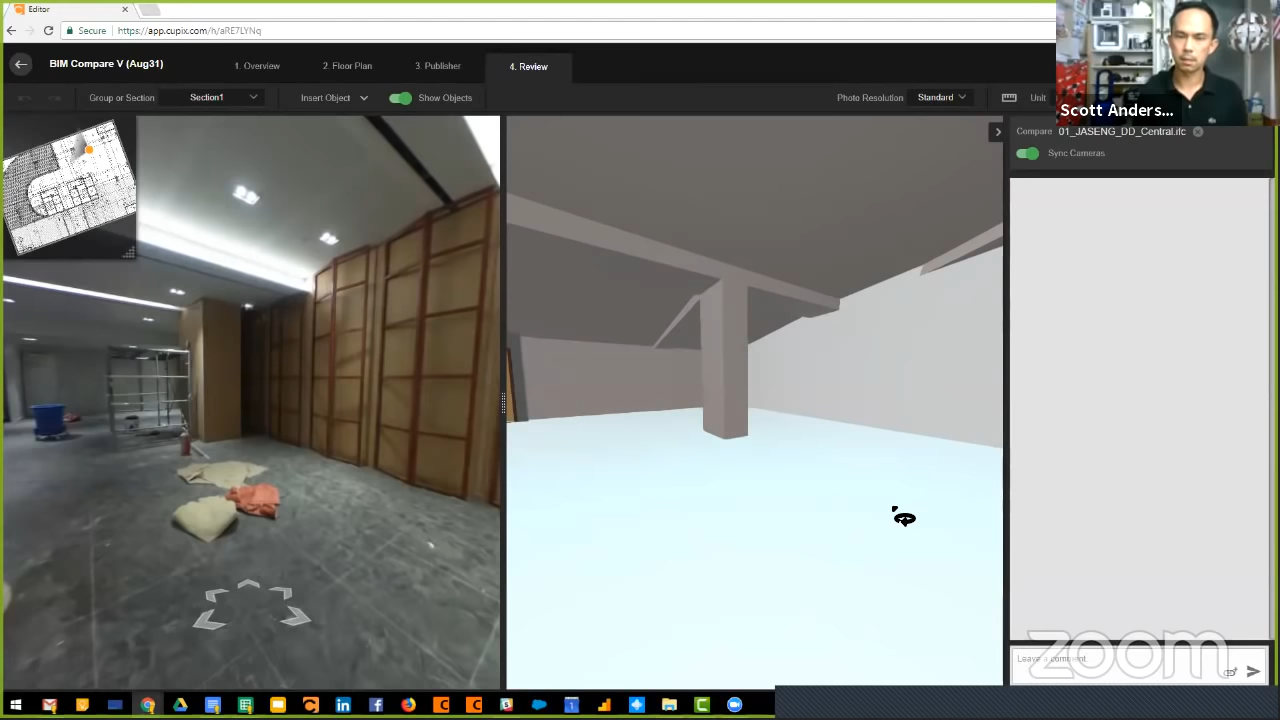 Editor
Secure
https://app.cupix.com/h/aRE7LYNq
BIM Compare V (Aug31)
1. Overview
2. Floor Plan
3. Publisher
4. Review
Group or Section
Section1
Insert Object
Show Objects
Photo Resolution
Standard
Unit
Scott Anders...
Compare
01_JASENG_DD_Central.ifc
Sync Cameras
Leave a comment.
zoom